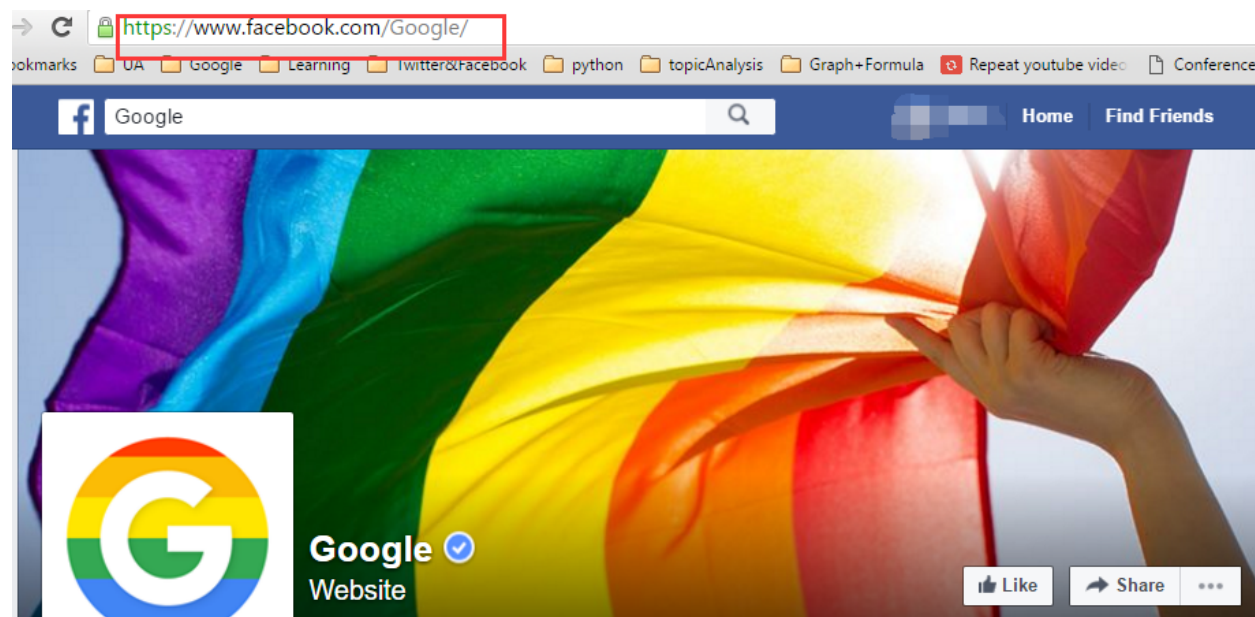 https://www.facebook.com/Google/
ookmarks UA Google Learning Twitter&Facebook python topicAnalysis Graph+Formula Repeat youtube video Conference
f Google Home Find Friends
G
Google
Website
Like Share